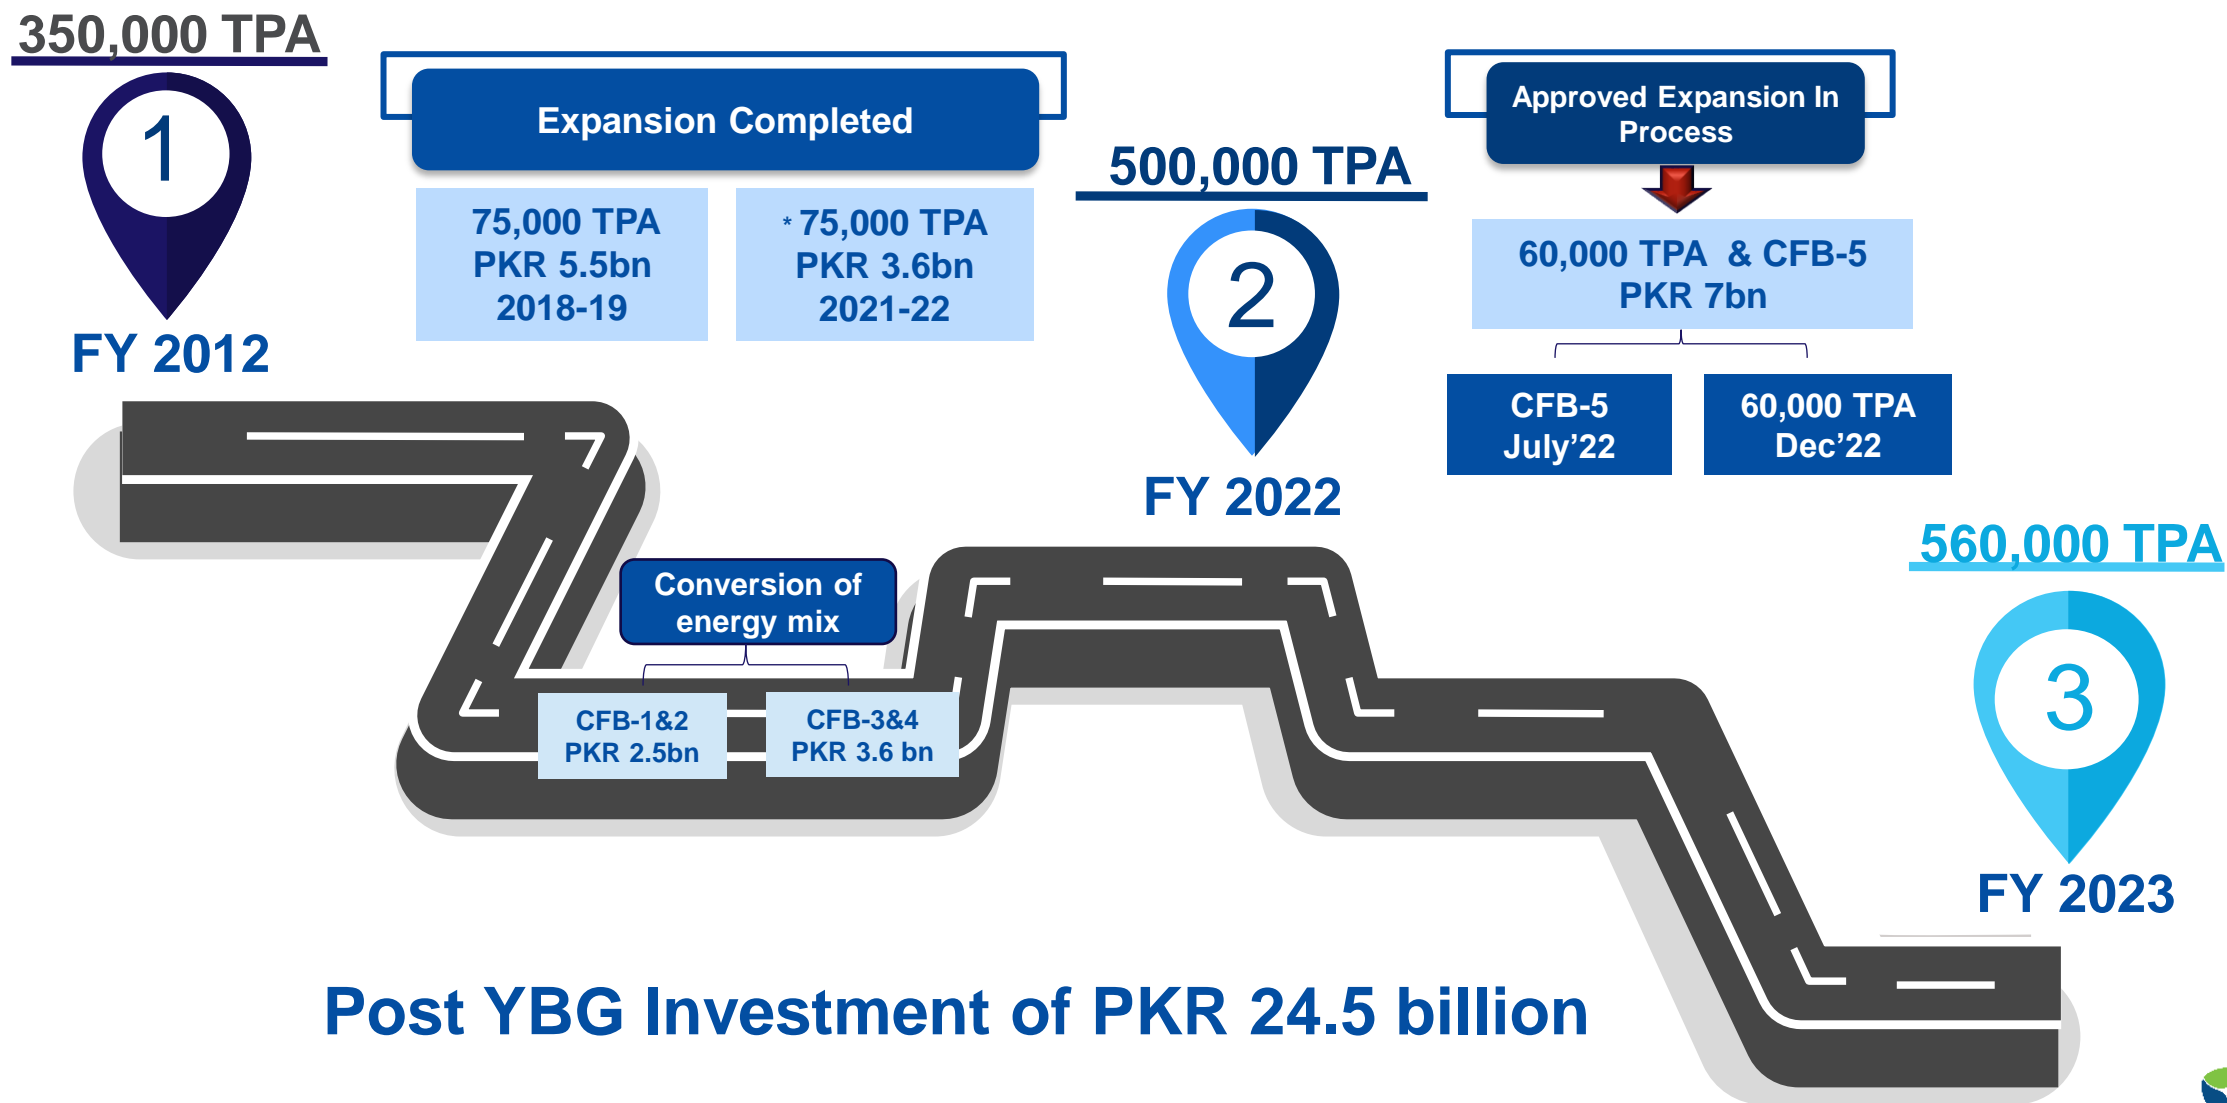 350,000 TPA
1
FY 2012
Expansion Completed
75,000 TPA
PKR 5.5bn
2018-19
* 75,000 TPA
PKR 3.6bn
2021-22
500,000 TPA
2
FY 2022
Approved Expansion In
Process
60,000 TPA & CFB-5
PKR 7bn
CFB-5
July’22
60,000 TPA
Dec’22
Conversion of
energy mix
CFB-1&2
PKR 2.5bn
CFB-3&4
PKR 3.6 bn
560,000 TPA
3
FY 2023
Post YBG Investment of PKR 24.5 billion